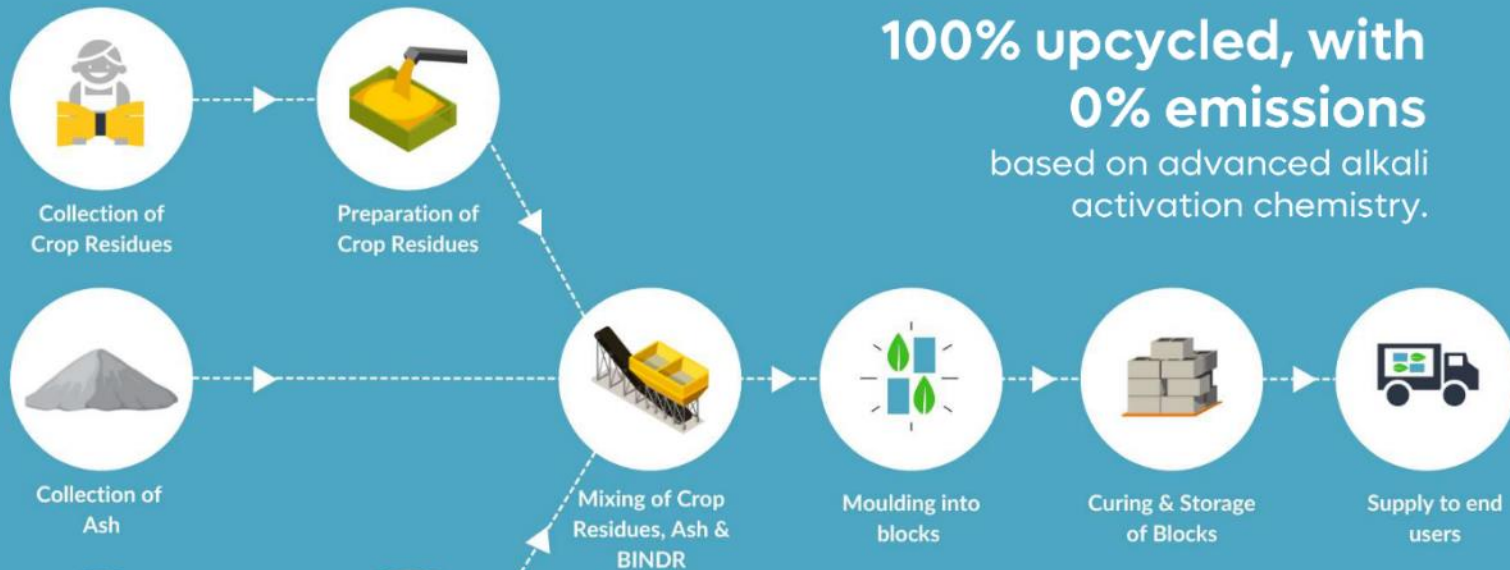 100% upcycled, with
0% emissions
based on advanced alkali
activation chemistry.
Collection of
Crop Residues
Preparation of
Crop Residues
Collection of
Ash
Mixing of Crop
Residues, Ash &
BINDR
Moulding into
blocks
Curing & Storage
of Blocks
Supply to end
users